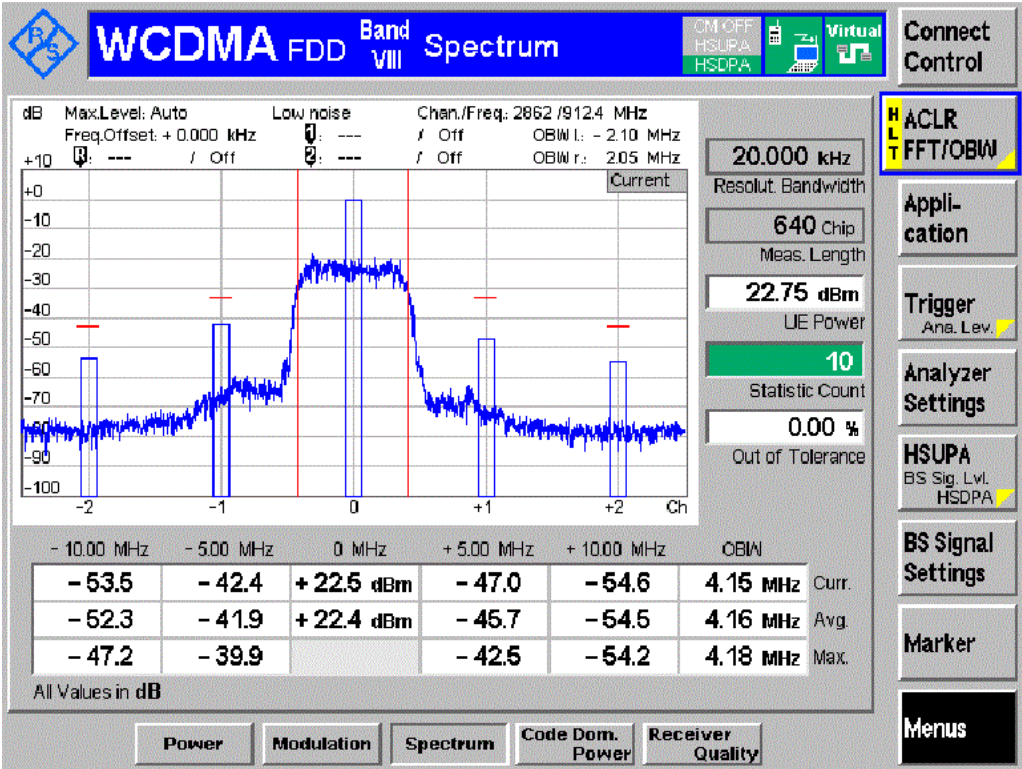 R&S
WCDMA FDD Band VIII Spectrum
CM OFF
HSUPA
HSDPA
Virtual
Connect
Control
dB Max.Level: Auto Low noise Chan./Freq.: 2862 /912.4 MHz
Freq.Offset: + 0.000 kHz 1: --- / Off OBW l.: - 2.10 MHz
R: --- / Off 2: --- / Off OBW r.: 2.05 MHz
Current
+10
+0
-10
-20
-30
-40
-50
-60
-70
-80
-90
-100
-2 -1 0 +1 +2 Ch
20.000 kHz
Resolut. Bandwidth
640 Chip
Meas. Length
22.75 dBm
UE Power
10
Statistic Count
0.00 %
Out of Tolerance
- 10.00 MHz - 5.00 MHz 0 MHz + 5.00 MHz + 10.00 MHz OBW
- 53.5 - 42.4 + 22.5 dBm - 47.0 - 54.6 4.15 MHz Curr.
- 52.3 - 41.9 + 22.4 dBm - 45.7 - 54.5 4.16 MHz Avg.
- 47.2 - 39.9 - 42.5 - 54.2 4.18 MHz Max.
All Values in dB
HLT
ACLR
FFT/OBW
Appli-
cation
Trigger
Ana. Lev.
Analyzer
Settings
HSUPA
BS Sig. Lvl.
HSDPA
BS Signal
Settings
Marker
Menus
Power Modulation Spectrum Code Dom. Power Receiver Quality